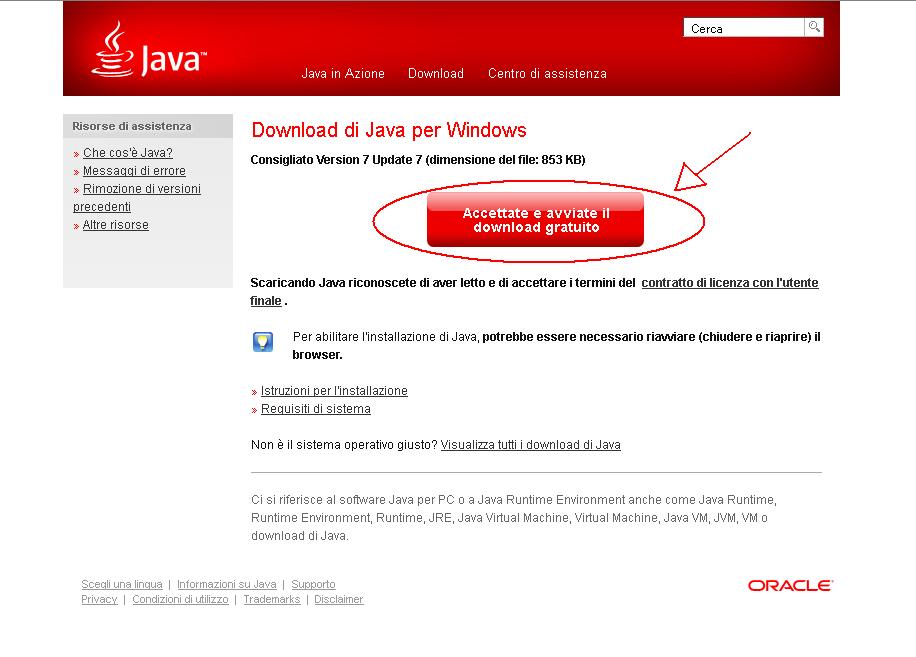 Java™
Cerca
Java in Azione Download Centro di assistenza
Risorse di assistenza
» Che cos'è Java?
» Messaggi di errore
» Rimozione di versioni
precedenti
» Altre risorse
Download di Java per Windows
Consigliato Version 7 Update 7 (dimensione del file: 853 KB)
Accettate e avviate il
download gratuito
Scaricando Java riconoscete di aver letto e di accettare i termini del contratto di licenza con l'utente
finale .
Per abilitare l'installazione di Java, potrebbe essere necessario riavviare (chiudere e riaprire) il
browser.
» Istruzioni per l'installazione
» Requisiti di sistema
Non è il sistema operativo giusto? Visualizza tutti i download di Java
Ci si riferisce al software Java per PC o a Java Runtime Environment anche come Java Runtime,
Runtime Environment, Runtime, JRE, Java Virtual Machine, Virtual Machine, Java VM, JVM, VM o
download di Java.
Scegli una lingua | Informazioni su Java | Supporto
Privacy | Condizioni di utilizzo | Trademarks | Disclaimer
ORACLE®